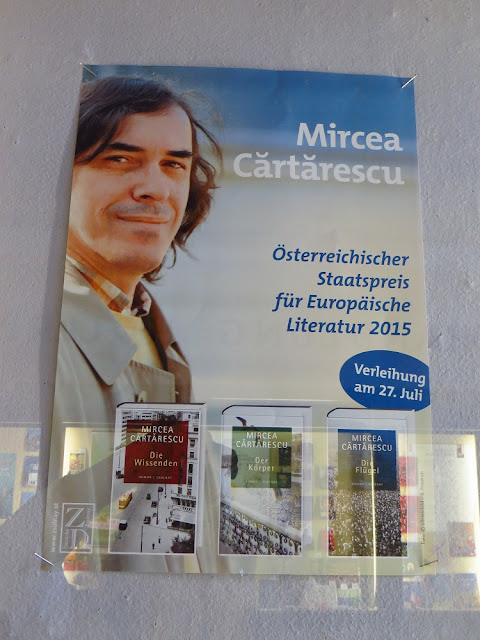 Mircea
Cărtărescu
Österreichischer
Staatspreis
für Europäische
Literatur 2015
Verleihung
am 27. Juli
MIRCEA
CĂRTĂRESCU
Die
Wissenden
ROMAN
MIRCEA
CĂRTĂRESCU
Der
Körper
MIRCEA
CĂRTĂRESCU
Die
Flügel
Z
D